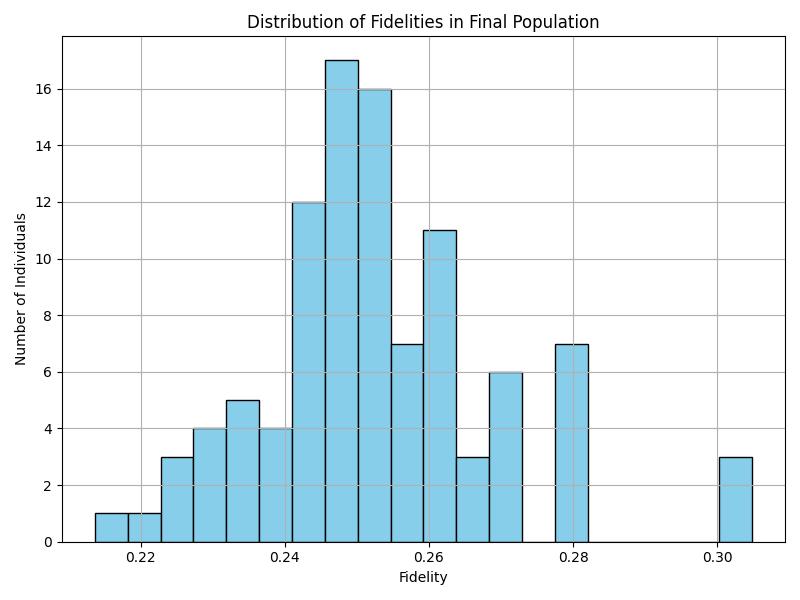 Distribution of Fidelities in Final Population
Number of Individuals
16
14
12
10
8
6
4
2
0
0.22 0.24 0.26 0.28 0.30
Fidelity